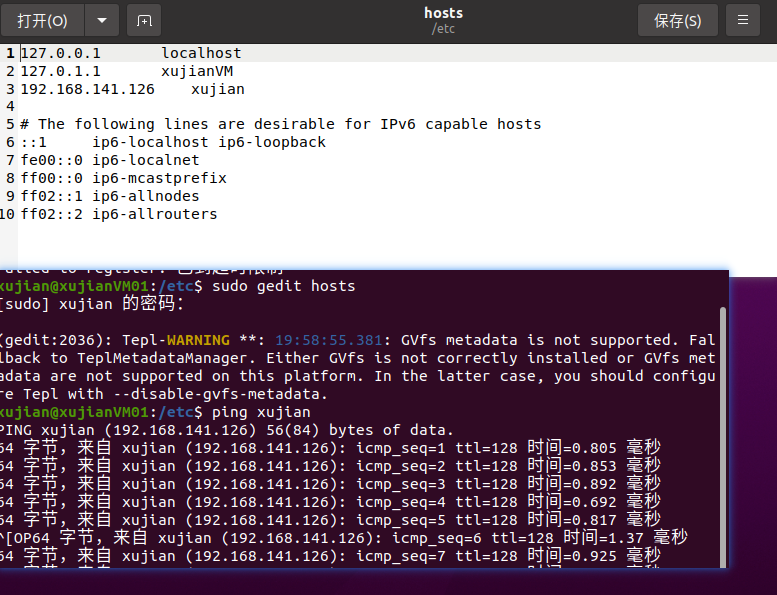 打开(O)
hosts
/etc
保存(S)
1 127.0.0.1 localhost
2 127.0.1.1 xujianVM
3 192.168.141.126 xujian
4
5 # The following lines are desirable for IPv6 capable hosts
6 ::1 ip6-localhost ip6-loopback
7 fe00::0 ip6-localnet
8 ff00::0 ip6-mcastprefix
9 ff02::1 ip6-allnodes
10 ff02::2 ip6-allrouters
to register: 已到超时限制
xujian@xujianVM01:/etc$ sudo gedit hosts
[sudo] xujian 的密码：
(gedit:2036): Tepl-WARNING **: 19:58:55.381: GVfs metadata is not supported. Fal
lback to TeplMetadataManager. Either GVfs is not correctly installed or GVfs met
adata are not supported on this platform. In the latter case, you should configu
re Tepl with --disable-gvfs-metadata.
xujian@xujianVM01:/etc$ ping xujian
PING xujian (192.168.141.126) 56(84) bytes of data.
64 字节，来自 xujian (192.168.141.126): icmp_seq=1 ttl=128 时间=0.805 毫秒
64 字节，来自 xujian (192.168.141.126): icmp_seq=2 ttl=128 时间=0.853 毫秒
64 字节，来自 xujian (192.168.141.126): icmp_seq=3 ttl=128 时间=0.892 毫秒
64 字节，来自 xujian (192.168.141.126): icmp_seq=4 ttl=128 时间=0.692 毫秒
64 字节，来自 xujian (192.168.141.126): icmp_seq=5 ttl=128 时间=0.817 毫秒
^[OP64 字节，来自 xujian (192.168.141.126): icmp_seq=6 ttl=128 时间=1.37 毫秒
64 字节，来自 xujian (192.168.141.126): icmp_seq=7 ttl=128 时间=0.925 毫秒